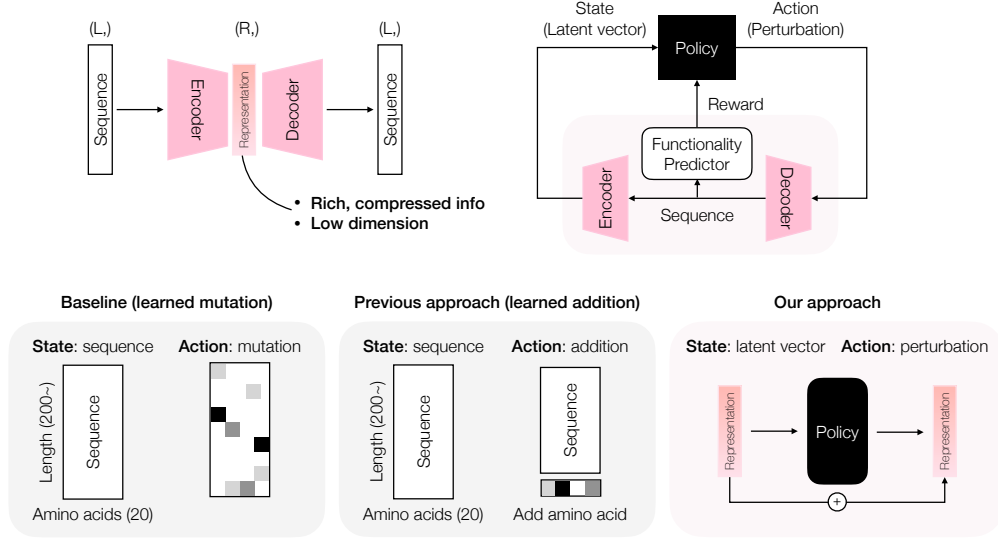 (L,)
(R,)
(L,)
Sequence
Encoder
Representation
Decoder
Sequence
• Rich, compressed info
• Low dimension
State
(Latent vector)
Action
(Perturbation)
Policy
Reward
Functionality
Predictor
Encoder
Sequence
Decoder
Baseline (learned mutation)
State: sequence
Action: mutation
Length (200~)
Sequence
Amino acids (20)
Previous approach (learned addition)
State: sequence
Action: addition
Length (200~)
Sequence
Sequence
Amino acids (20)
Add amino acid
Our approach
State: latent vector
Action: perturbation
Representation
Policy
Representation
+